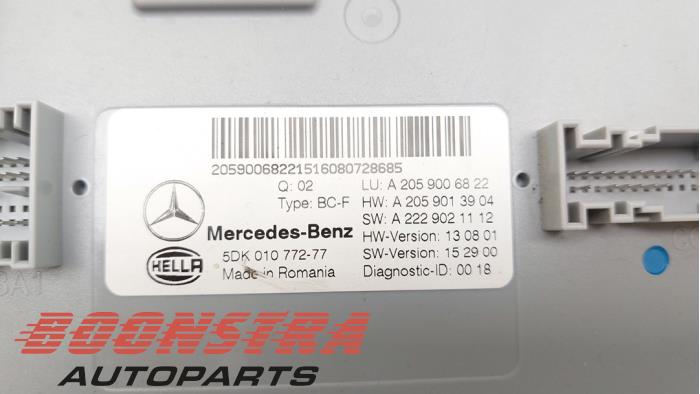 20590068221516080728685
Q: 02 LU: A 205 900 68 22
Type: BC-F HW: A 205 901 39 04
SW: A 222 902 11 12
Mercedes-Benz HW-Version: 13 08 01
HELLA 5DK 010 772-77 SW-Version: 15 29 00
Made in Romania Diagnostic-ID: 00 18
BOONSTRA
AUTOPARTS